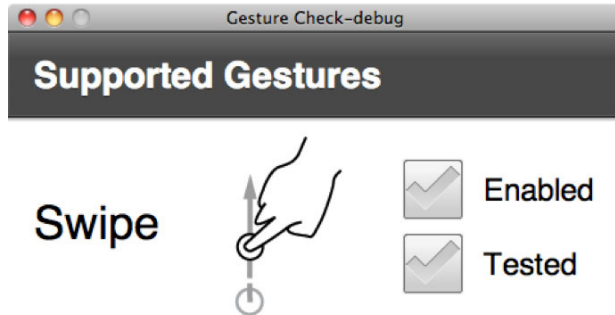 Gesture Check-debug
Supported Gestures
Swipe
Enabled
Tested